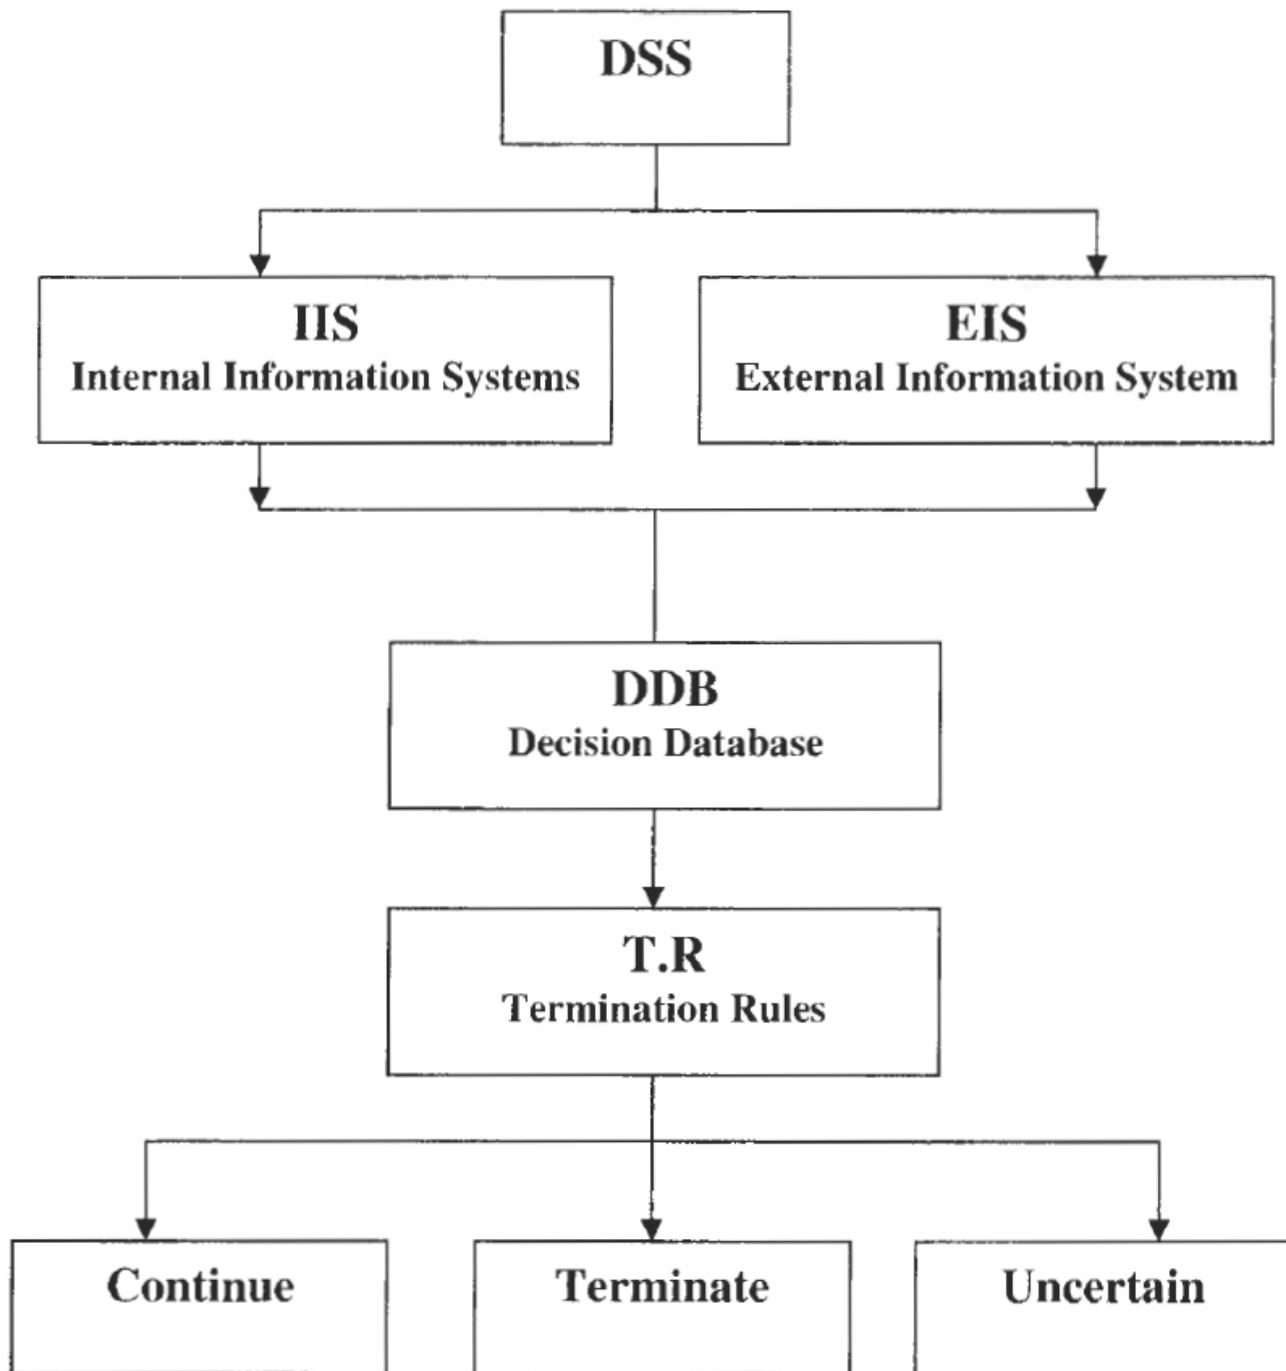 DSS
IIS
Internal Information Systems
EIS
External Information System
DDB
Decision Database
T.R
Termination Rules
Continue
Terminate
Uncertain